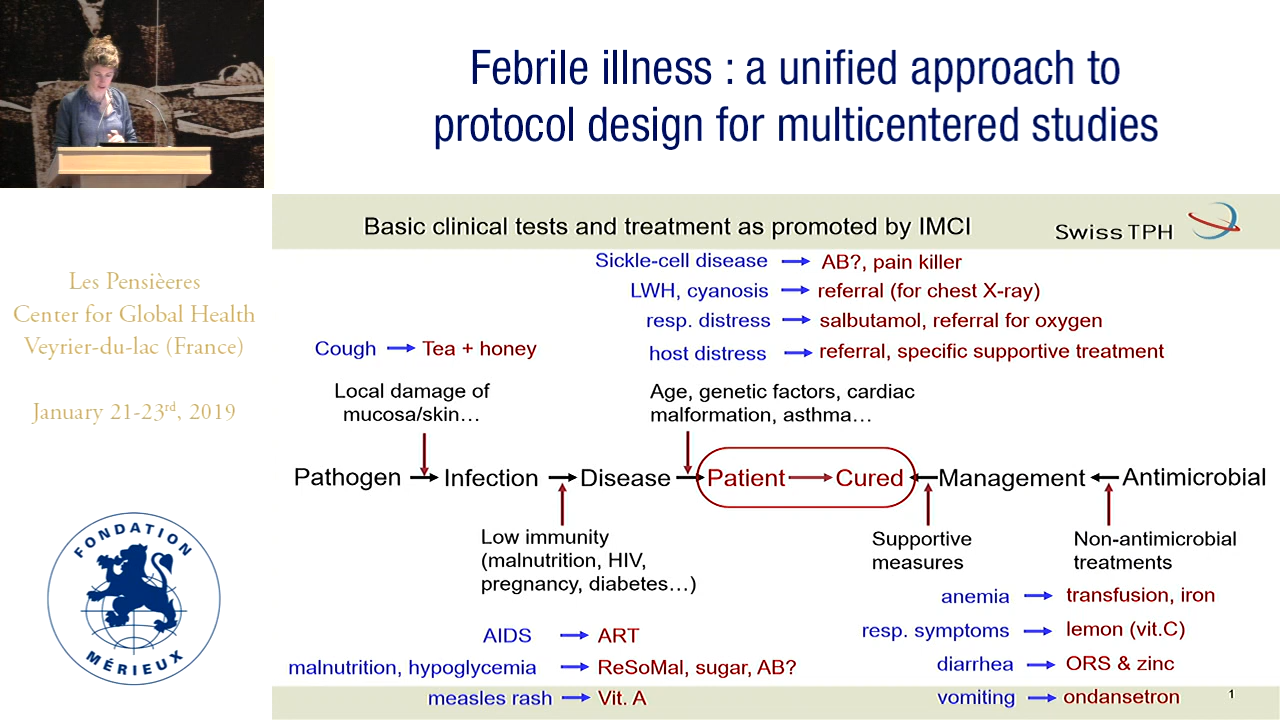 Febrile illness : a unified approach to
protocol design for multicentered studies
Les Pensièeres
Center for Global Health
Veyrier-du-lac (France)
January 21-23rd, 2019
FONDATION
MÉRIEUX
Basic clinical tests and treatment as promoted by IMCI
Swiss TPH
Sickle-cell disease → AB?, pain killer
LWH, cyanosis → referral (for chest X-ray)
resp. distress → salbutamol, referral for oxygen
Cough → Tea + honey
host distress → referral, specific supportive treatment
Local damage of
mucosa/skin…
Age, genetic factors, cardiac
malformation, asthma…
Pathogen → Infection → Disease → Patient → Cured ← Management ← Antimicrobial
Low immunity
(malnutrition, HIV,
pregnancy, diabetes…)
Supportive
measures
Non-antimicrobial
treatments
anemia → transfusion, iron
resp. symptoms → lemon (vit.C)
diarrhea → ORS & zinc
vomiting → ondansetron
AIDS → ART
malnutrition, hypoglycemia → ReSoMal, sugar, AB?
measles rash → Vit. A
1